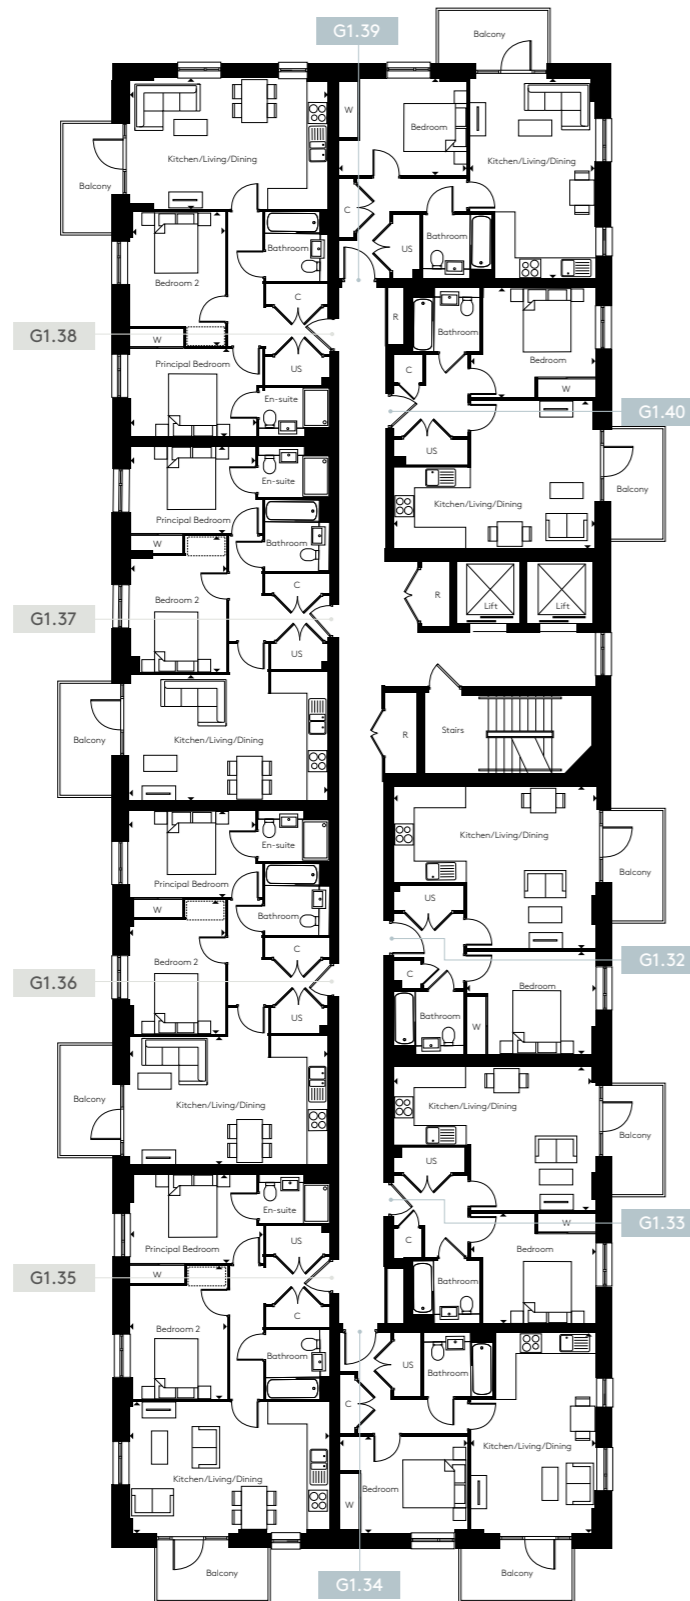 Balcony
G1.39
W
Bedroom
Kitchen/Living/Dining
Kitchen/Living/Dining
Balcony
C
Bathroom
US
Bathroom
Bedroom 2
C
R
Bathroom
G1.38
W
US
Principal Bedroom
En-suite
Bedroom
C
W
G1.40
US
Principal Bedroom
En-suite
Kitchen/Living/Dining
Balcony
W
Bathroom
Bedroom 2
C
R
Lift
Lift
G1.37
US
Balcony
Kitchen/Living/Dining
R
Stairs
Principal Bedroom
En-suite
Kitchen/Living/Dining
Balcony
W
Bathroom
US
Bedroom 2
C
G1.32
G1.36
US
C
Bathroom
W
Bedroom
Balcony
Kitchen/Living/Dining
Kitchen/Living/Dining
Balcony
US
Principal Bedroom
En-suite
US
C
W
G1.33
G1.35
W
C
Bathroom
Bedroom
Bedroom 2
Bathroom
US
Bathroom
C
Kitchen/Living/Dining
Kitchen/Living/Dining
W
Bedroom
Balcony
G1.34
Balcony